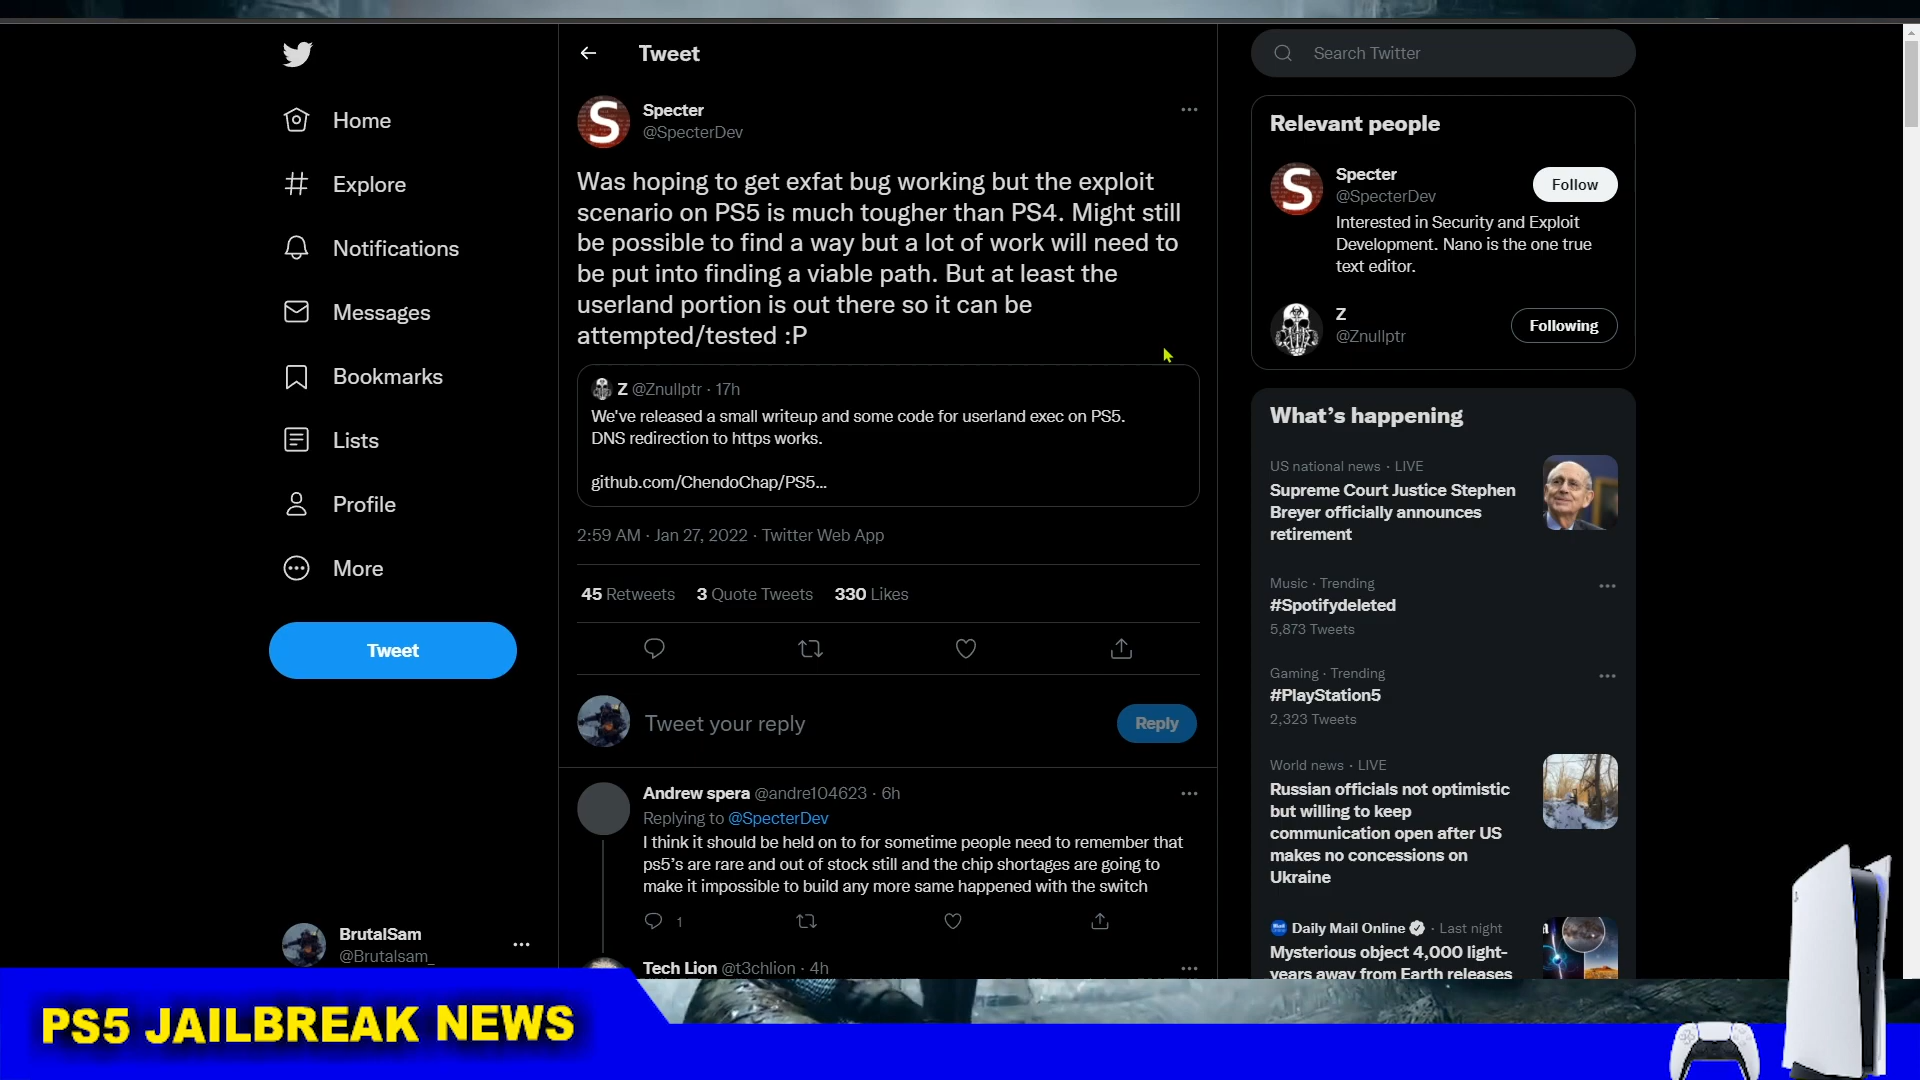 Home
Explore
Notifications
Messages
Bookmarks
Lists
Profile
More
Tweet
BrutalSam
@Brutalsam_
Tweet
Specter
@SpecterDev
Was hoping to get exfat bug working but the exploit
scenario on PS5 is much tougher than PS4. Might still
be possible to find a way but a lot of work will need to
be put into finding a viable path. But at least the
userland portion is out there so it can be
attempted/tested :P
Z @Znullptr · 17h
We've released a small writeup and some code for userland exec on PS5.
DNS redirection to https works.
github.com/ChendoChap/PS5...
2:59 AM · Jan 27, 2022 · Twitter Web App
45 Retweets 3 Quote Tweets 330 Likes
Tweet your reply
Reply
Andrew spera @andre104623 · 6h
Replying to @SpecterDev
I think it should be held on to for sometime people need to remember that
ps5's are rare and out of stock still and the chip shortages are going to
make it impossible to build any more same happened with the switch
1
Tech Lion @t3chlion · 4h
Search Twitter
Relevant people
Specter
@SpecterDev
Follow
Interested in Security and Exploit
Development. Nano is the one true
text editor.
Z
@Znullptr
Following
What's happening
US national news · LIVE
Supreme Court Justice Stephen
Breyer officially announces
retirement
Music · Trending
#Spotifydeleted
5,873 Tweets
Gaming · Trending
#PlayStation5
2,323 Tweets
World news · LIVE
Russian officials not optimistic
but willing to keep
communication open after US
makes no concessions on
Ukraine
Daily Mail Online · Last night
Mysterious object 4,000 light-
years away from Earth releases
PS5 JAILBREAK NEWS